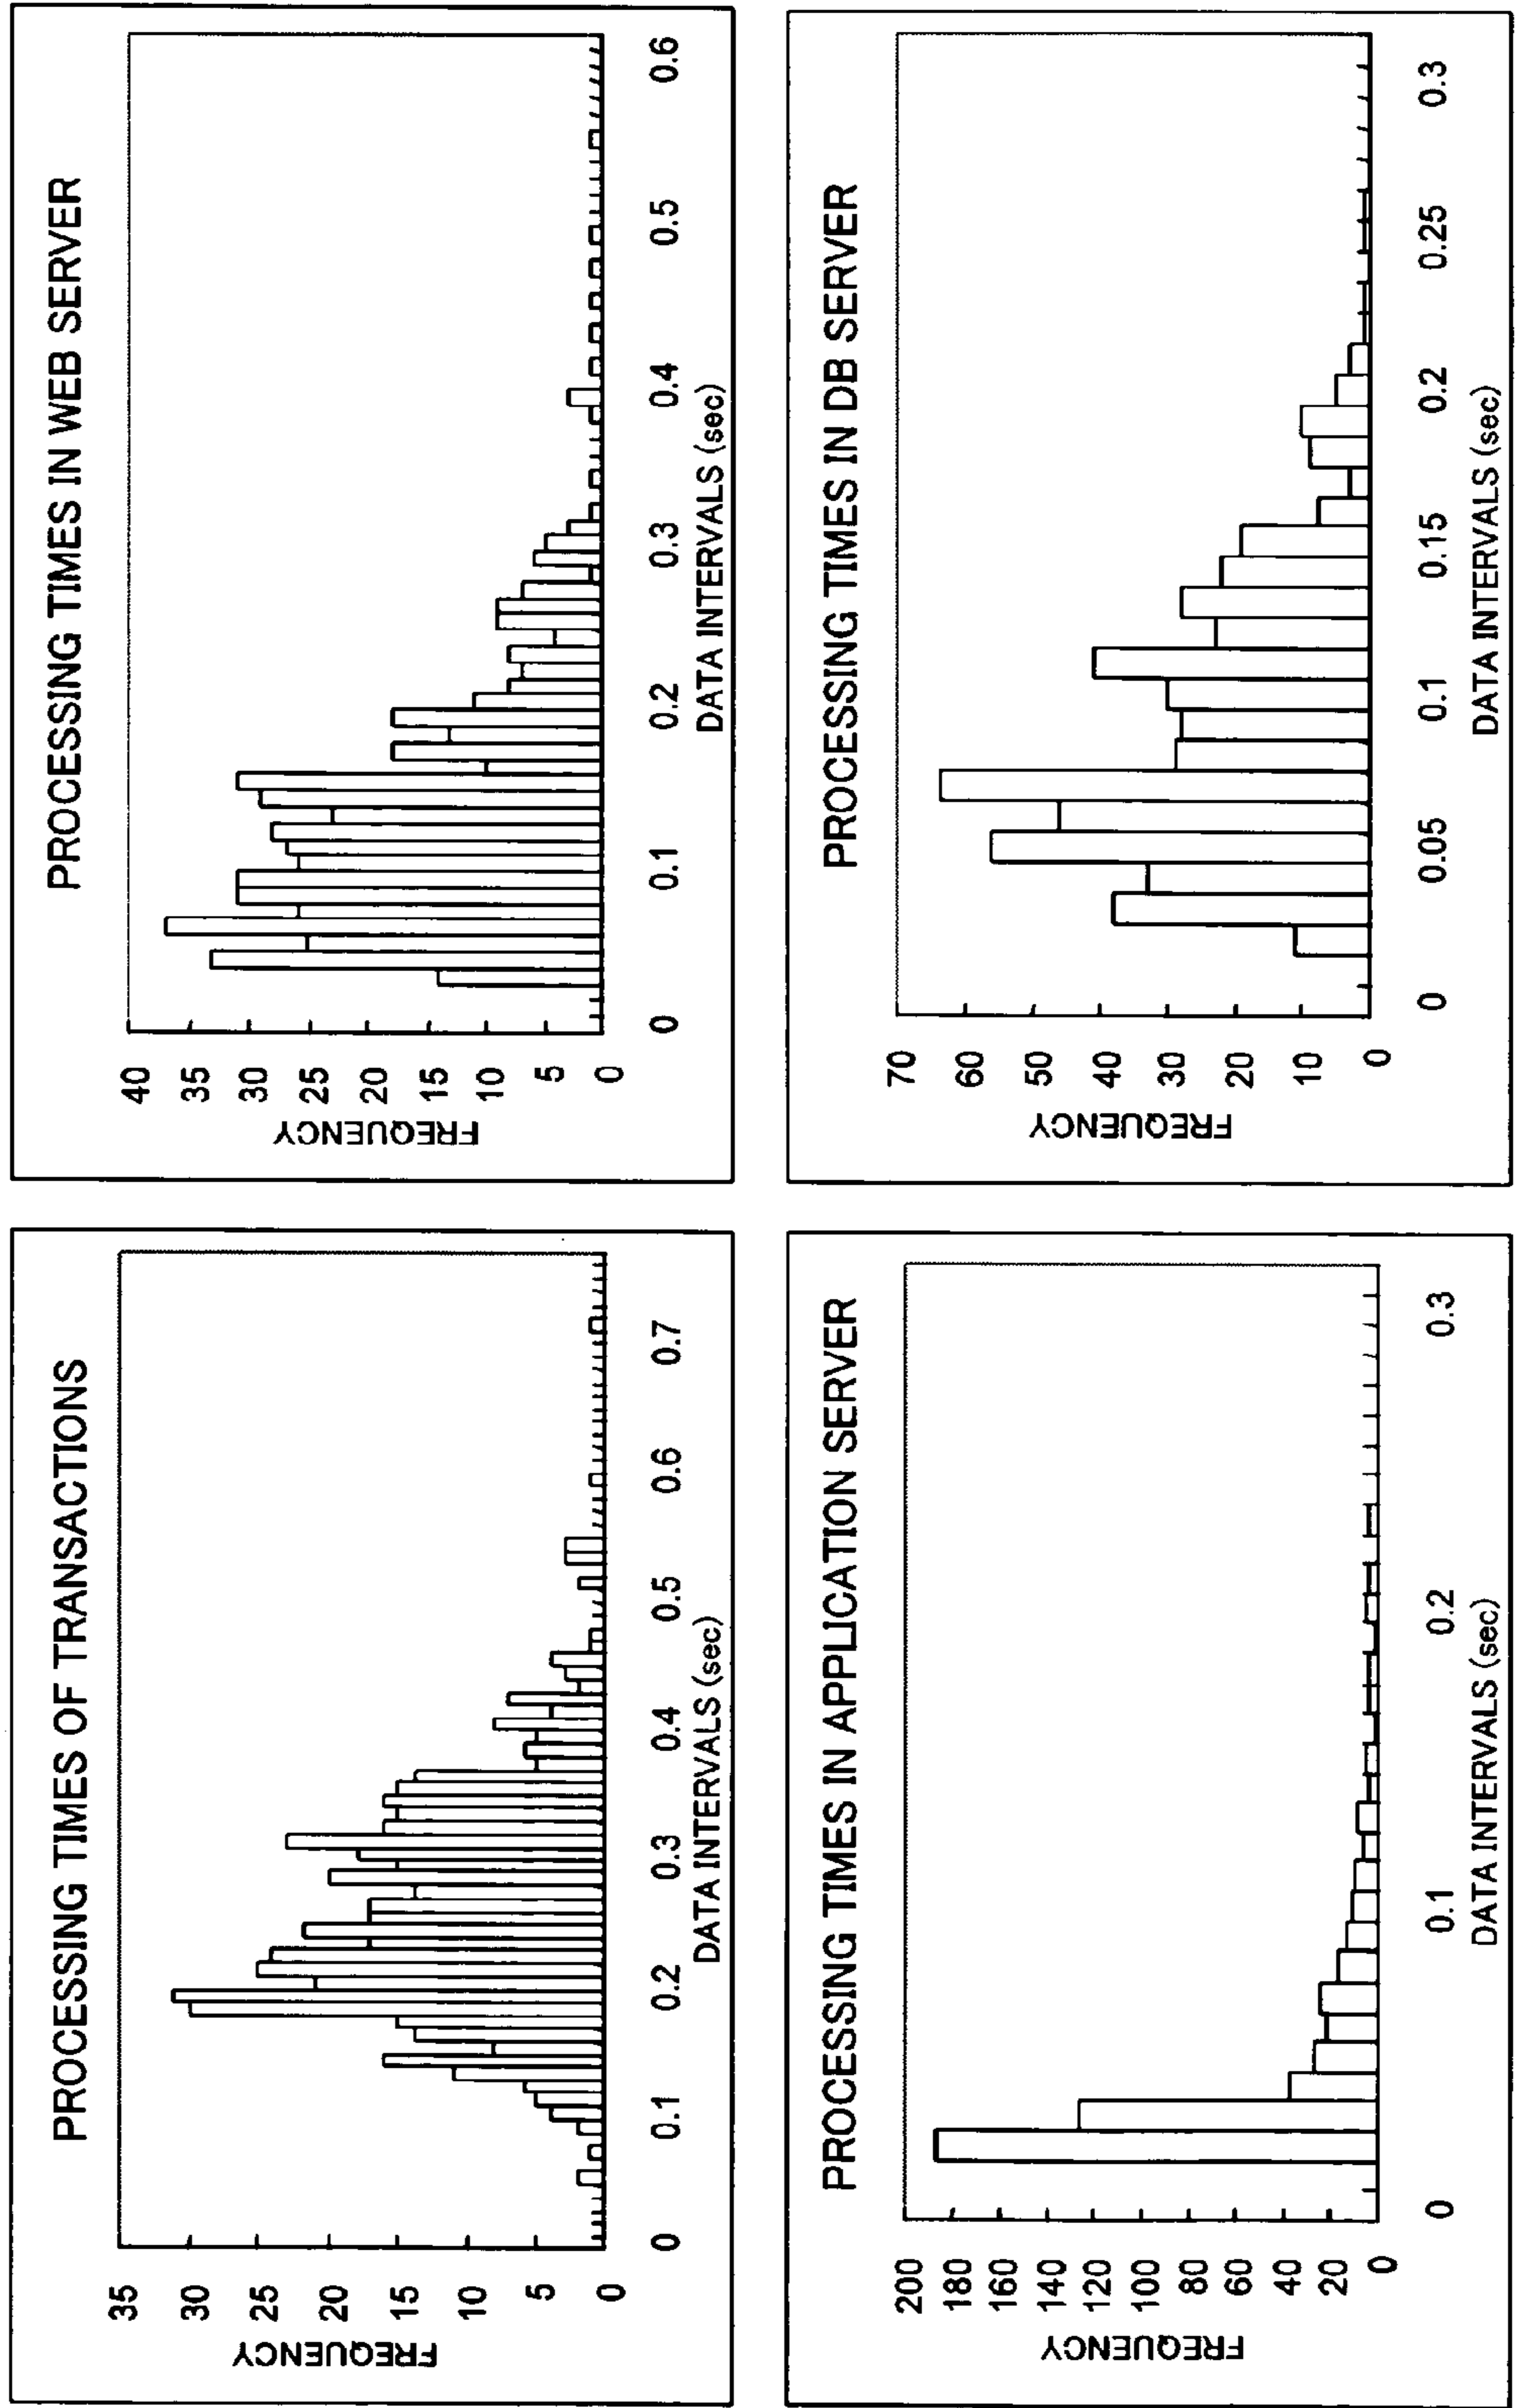 PROCESSING TIMES OF TRANSACTIONS
FREQUENCY
35
30
25
20
15
10
5
0
0 0.1 0.2 0.3 0.4 0.5 0.6 0.7
DATA INTERVALS (sec)
PROCESSING TIMES IN WEB SERVER
FREQUENCY
40
35
30
25
20
15
10
5
0
0 0.1 0.2 0.3 0.4 0.5 0.6
DATA INTERVALS (sec)
PROCESSING TIMES IN APPLICATION SERVER
FREQUENCY
200
180
160
140
120
100
80
60
40
20
0
0 0.1 0.2 0.3
DATA INTERVALS (sec)
PROCESSING TIMES IN DB SERVER
FREQUENCY
70
60
50
40
30
20
10
0
0 0.05 0.1 0.15 0.2 0.25 0.3
DATA INTERVALS (sec)